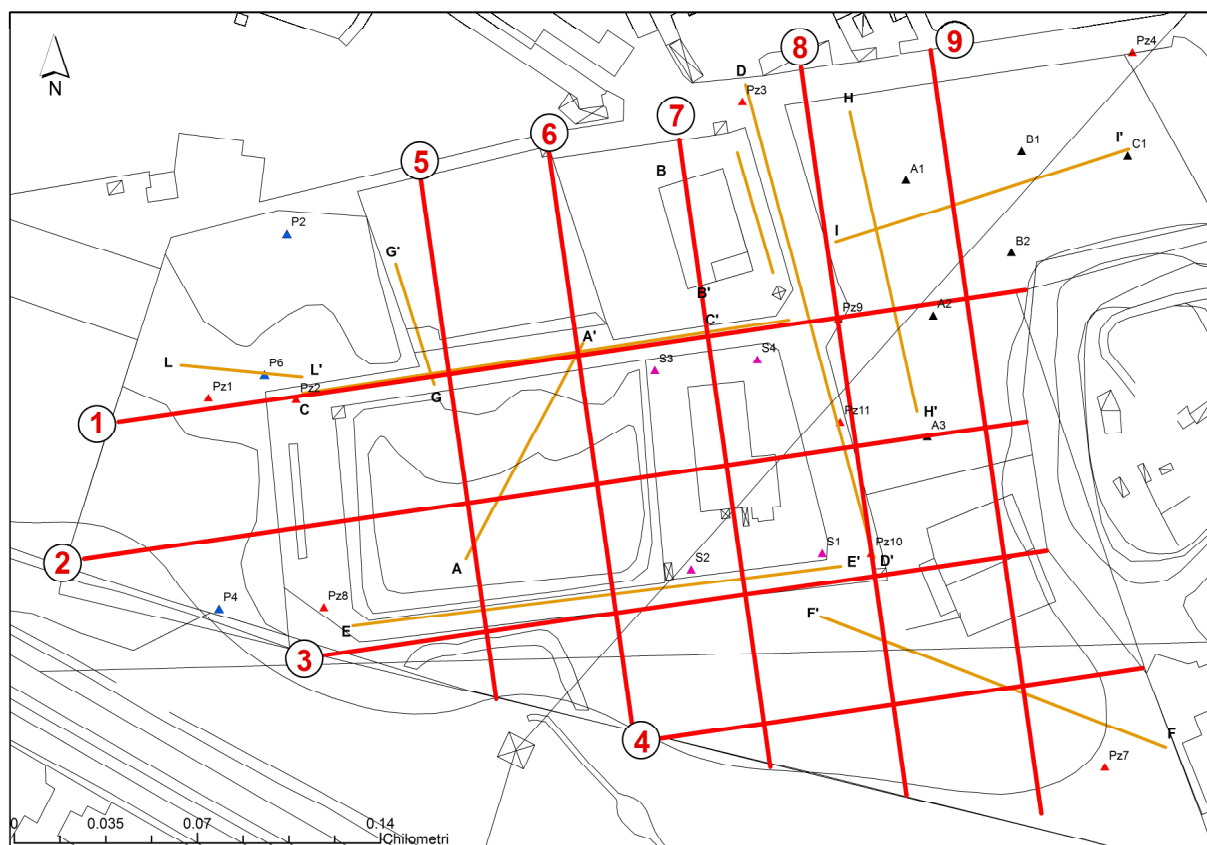 9
8
Pz4
D
Pz3
H
7
6
5
B1
I'
C1
B
A1
P2
I
G'
B2
B'
Pz9
A2
C'
A'
S3
S4
L
P6
L'
Pz1
Pz2
C
G
1
H'
Pz11
A3
2
A
S2
S1
Pz10
E'
D'
P4
Pz8
E
F'
3
4
F
Pz7
N
0 0.035 0.07 0.14
Chilometri